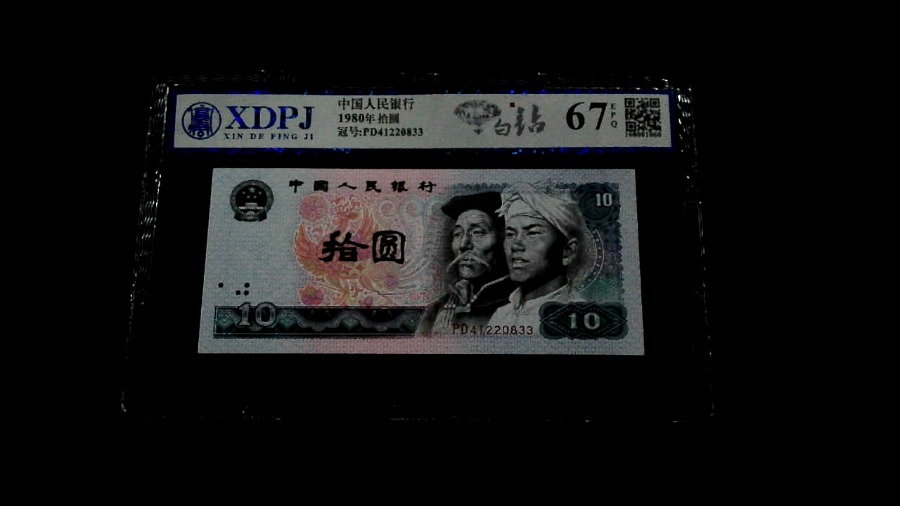 XDPJ
XIN DE PING JI
中国人民银行
1980年拾圆
冠号:PD41220833
白钻
67
EPQ
中国人民银行
10
拾圆
10
PD41220833
10